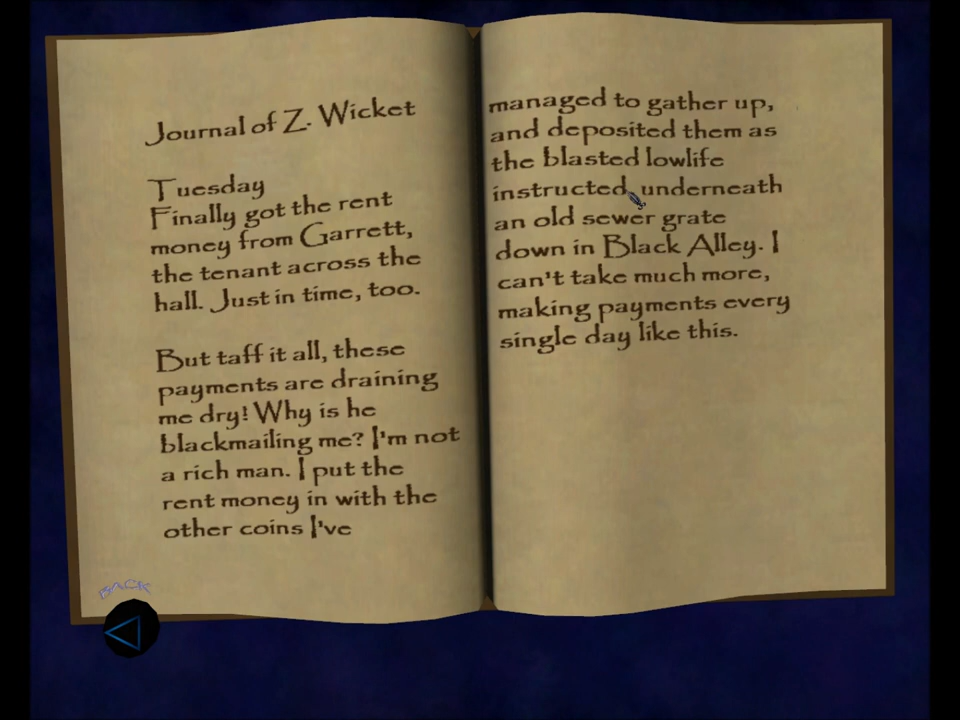 Journal of Z. Wicket
Tuesday
Finally got the rent
money from Garrett,
the tenant across the
hall. Just in time, too.
But taff it all, these
payments are draining
me dry! Why is he
blackmailing me? I'm not
a rich man. I put the
rent money in with the
other coins I've
managed to gather up,
and deposited them as
the blasted lowlife
instructed, underneath
an old sewer grate
down in Black Alley. I
can't take much more,
making payments every
single day like this.
BACK